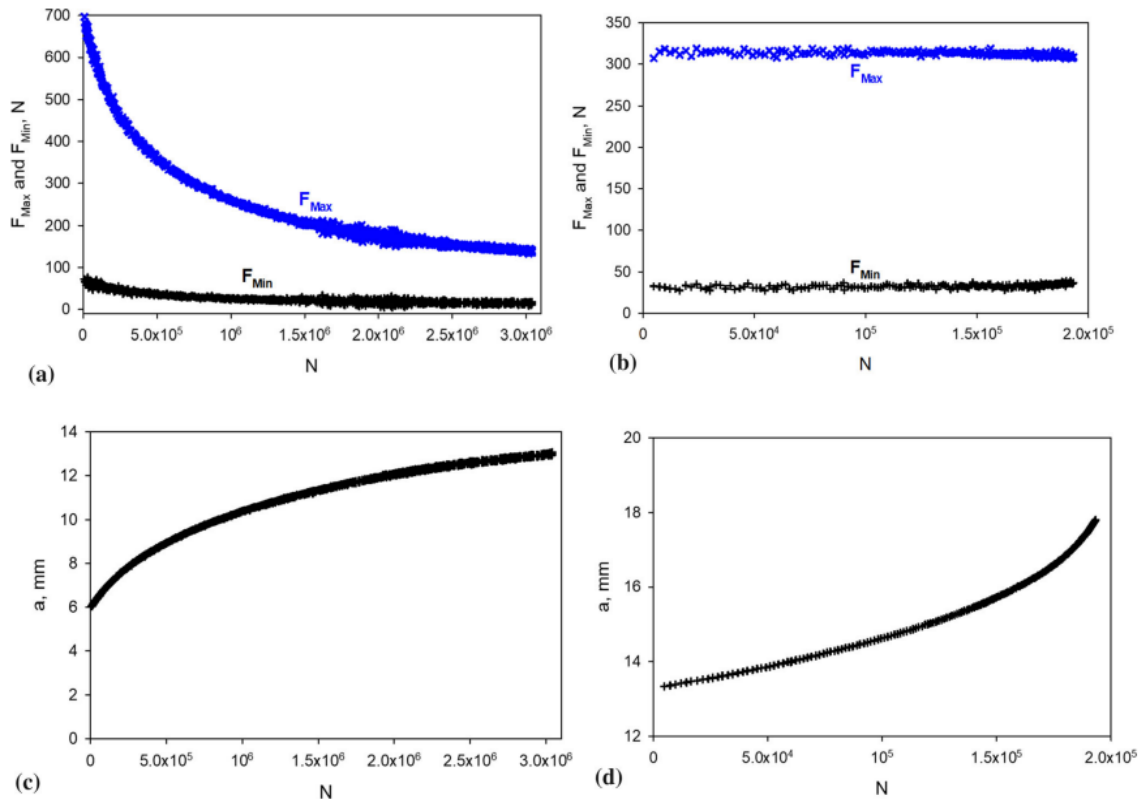 700
600
500
400
300
200
100
0
F_Max and F_Min, N
F_Max
F_Min
0
5.0x10^5
10^6
1.5x10^6
2.0x10^6
2.5x10^6
3.0x10^6
N
(a)
350
300
250
200
150
100
50
0
F_Max and F_Min, N
F_Max
F_Min
0
5.0x10^4
10^5
1.5x10^5
2.0x10^5
N
(b)
14
12
10
8
6
4
2
0
a, mm
0
5.0x10^5
10^6
1.5x10^6
2.0x10^6
2.5x10^6
3.0x10^6
N
(c)
20
18
16
14
12
a, mm
0
5.0x10^4
10^5
1.5x10^5
2.0x10^5
N
(d)